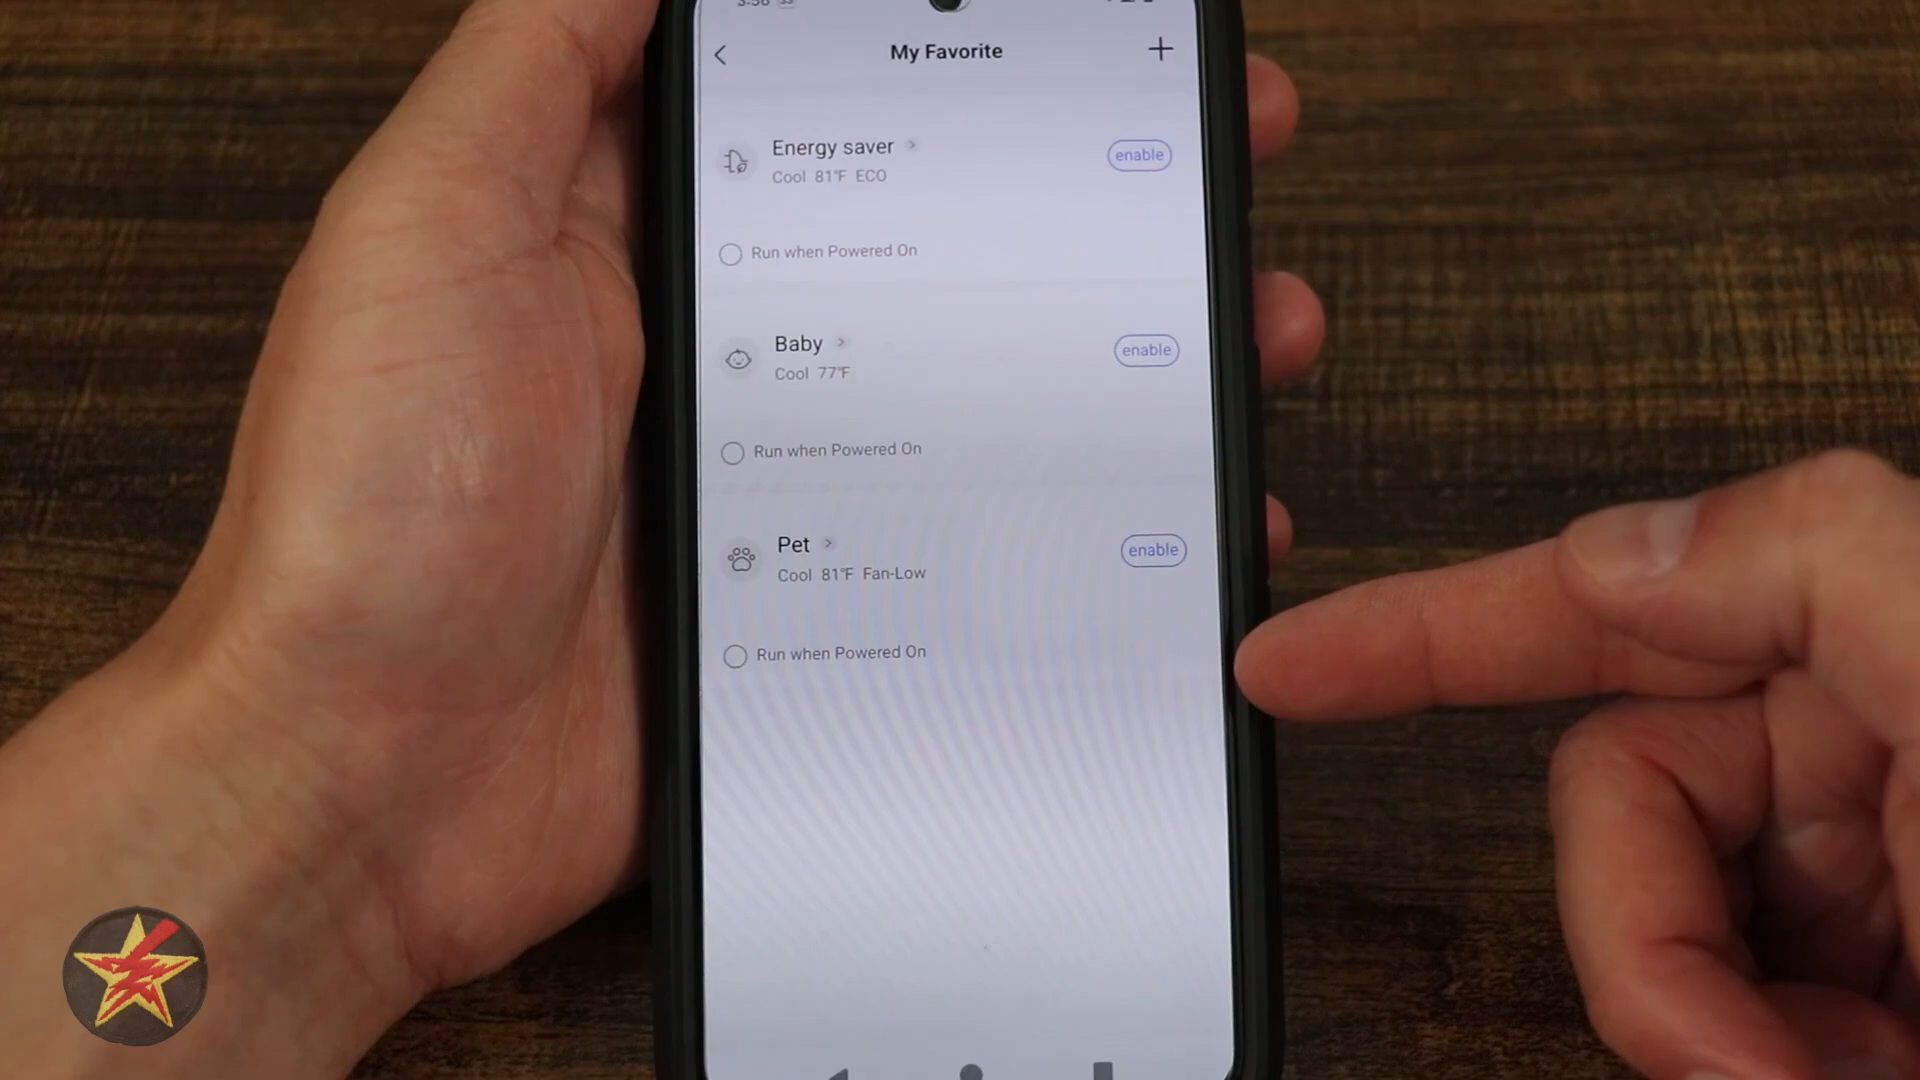 My Favorite
Energy saver
enable
Cool 81°F ECO
Run when Powered On
Baby
enable
Cool 77°F
Run when Powered On
Pet
enable
Cool 81°F Fan-Low
Run when Powered On